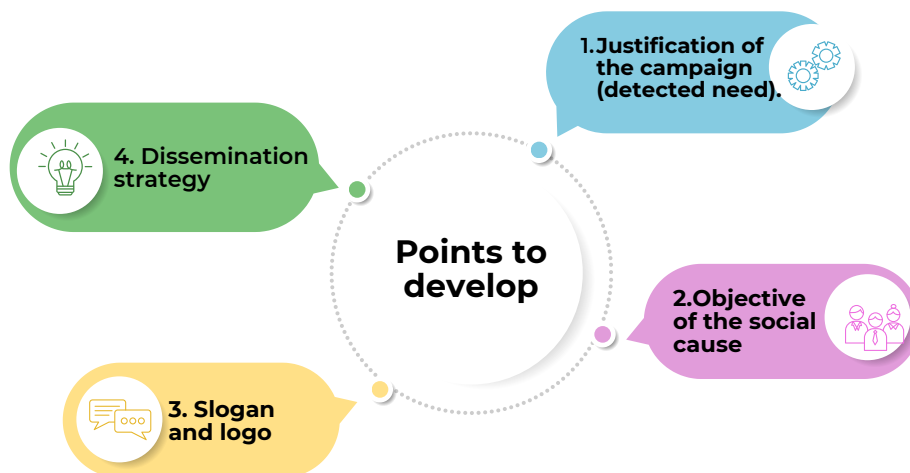 Points to
develop
1.Justification of
the campaign
(detected need).
2.Objective
of the social
cause
3. Slogan
and logo
4. Dissemination
strategy